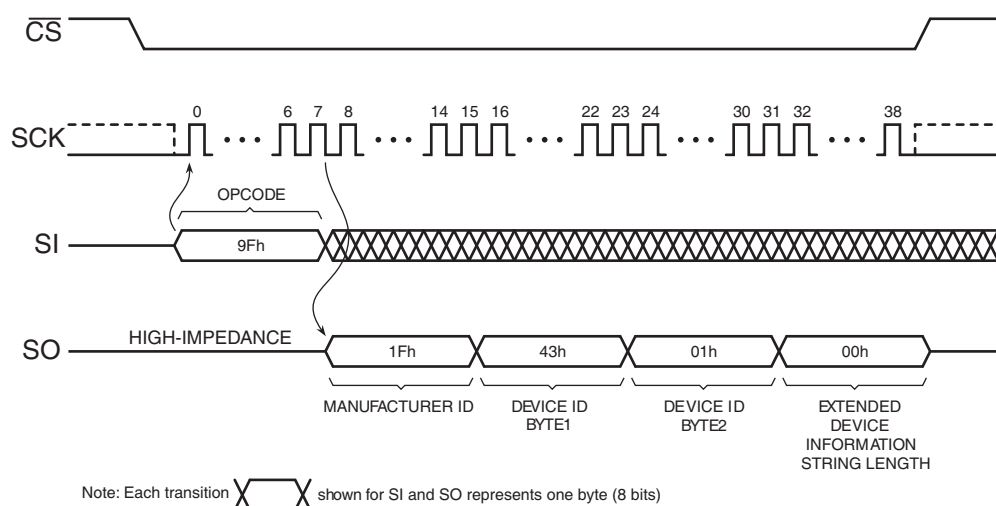 CS
0 6 7 8 14 15 16 22 23 24 30 31 32 38
SCK
OPCODE
SI
9Fh
HIGH-IMPEDANCE
SO
1Fh 43h 01h 00h
MANUFACTURER ID
DEVICE ID
BYTE1
DEVICE ID
BYTE2
EXTENDED
DEVICE
INFORMATION
STRING LENGTH
Note: Each transition shown for SI and SO represents one byte (8 bits)